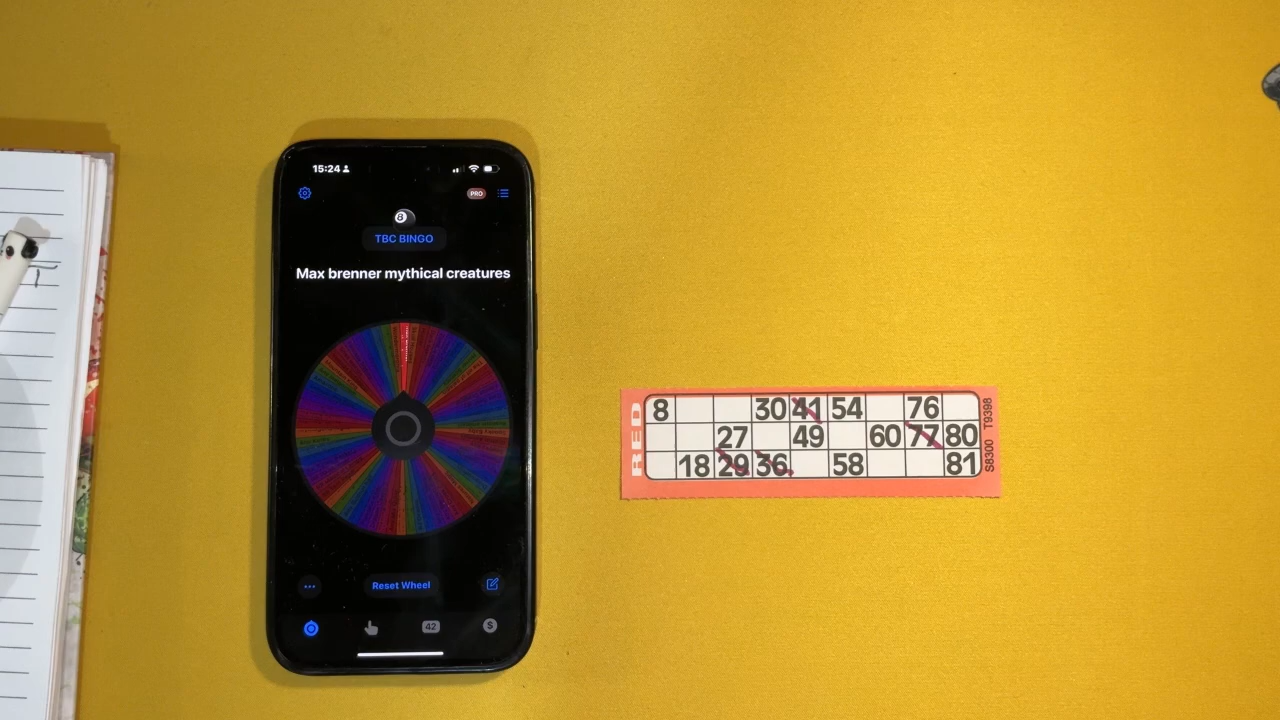 15:24
PRO
8
TBC BINGO
Max brenner mythical creatures
Reset Wheel
42
$
RED
8 30 41 54 76
27 49 60 77 80
18 29 36 58 81
S8300 T9398